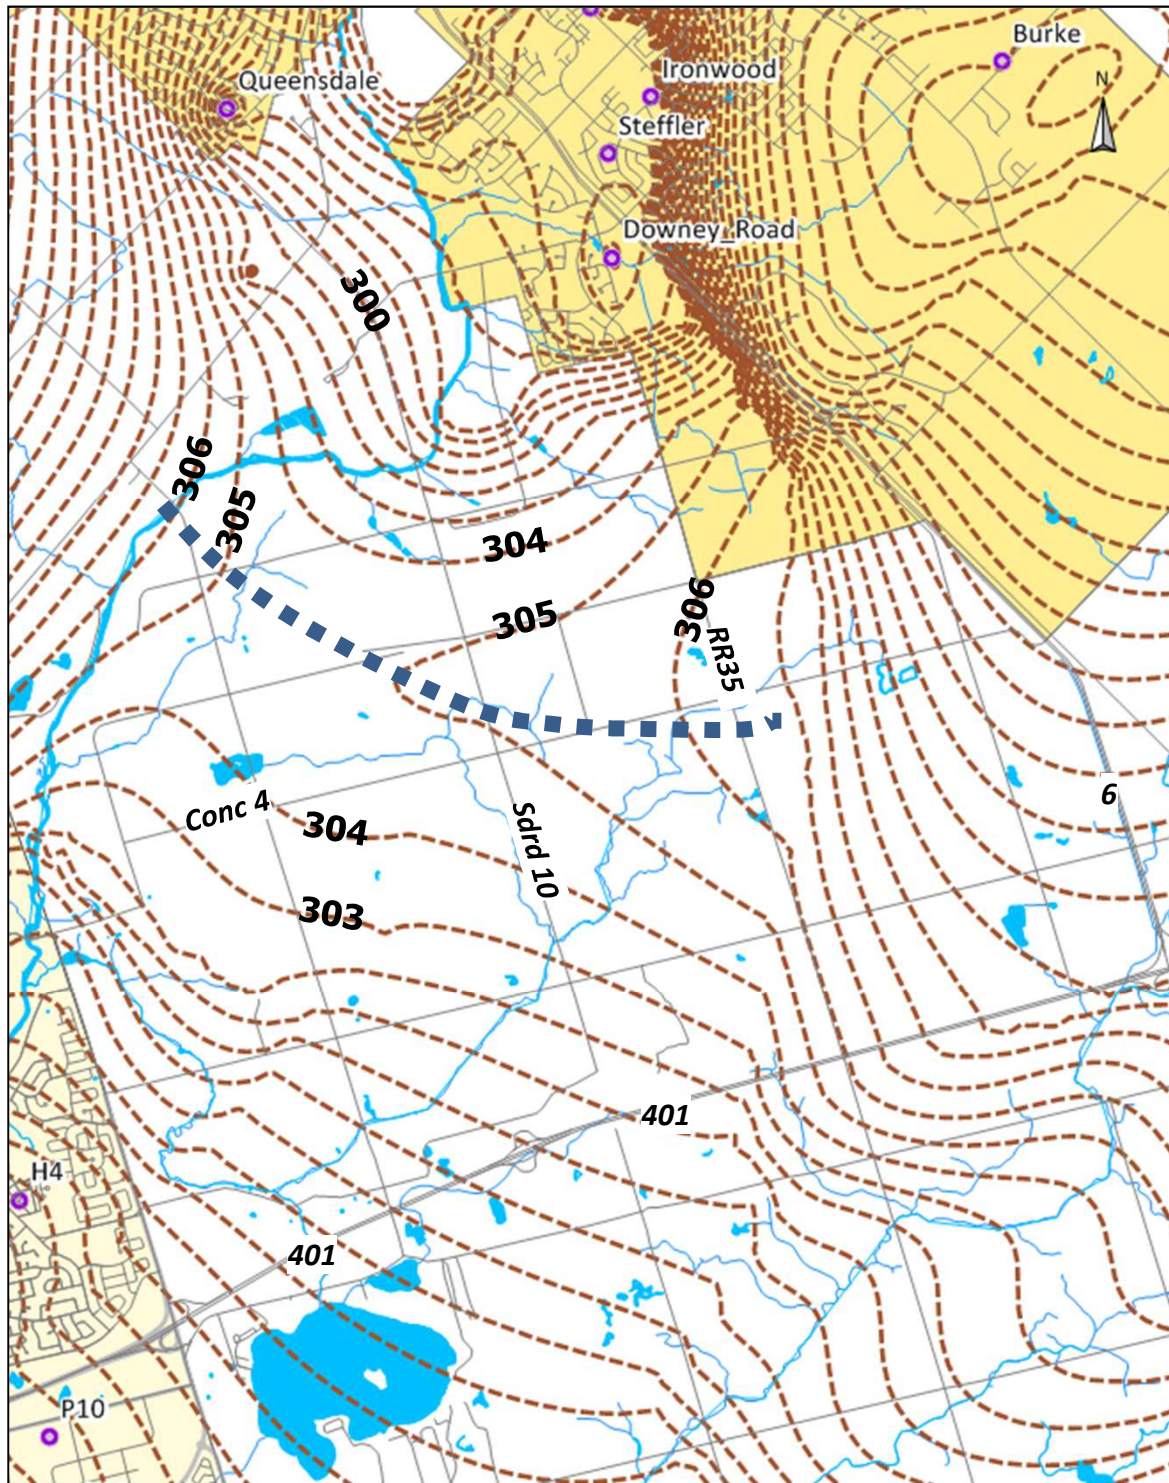 Burke
N
Ironwood
Queensdale
Steffler
Downey_Road
300
306
305
304
305
306
RR35
6
Conc 4
304
Sdrd 10
303
401
H4
401
P10